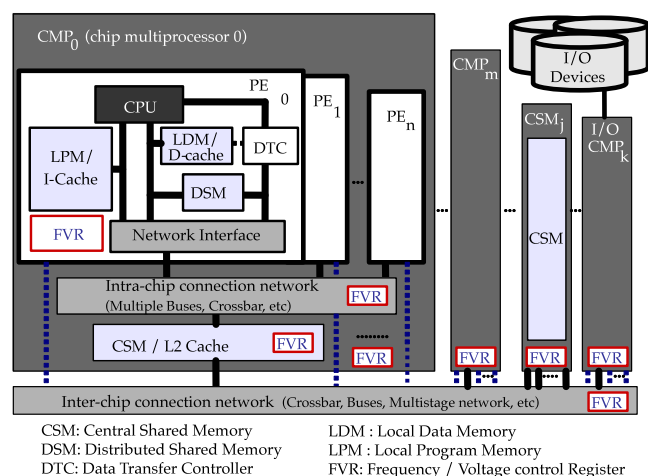 CMP0 (chip multiprocessor 0)
CMPm
I/O
Devices
PE
0
PE1
PEn
CPU
CSMj
I/O
CMPk
LPM/
I-Cache
LDM/
D-cache
DTC
DSM
FVR
Network Interface
CSM
Intra-chip connection network
(Multiple Buses, Crossbar, etc)
FVR
CSM / L2 Cache
FVR
FVR
FVR
FVR
FVR
Inter-chip connection network (Crossbar, Buses, Multistage network, etc)
FVR
CSM: Central Shared Memory
LDM : Local Data Memory
DSM: Distributed Shared Memory
LPM : Local Program Memory
DTC: Data Transfer Controller
FVR: Frequency / Voltage control Register